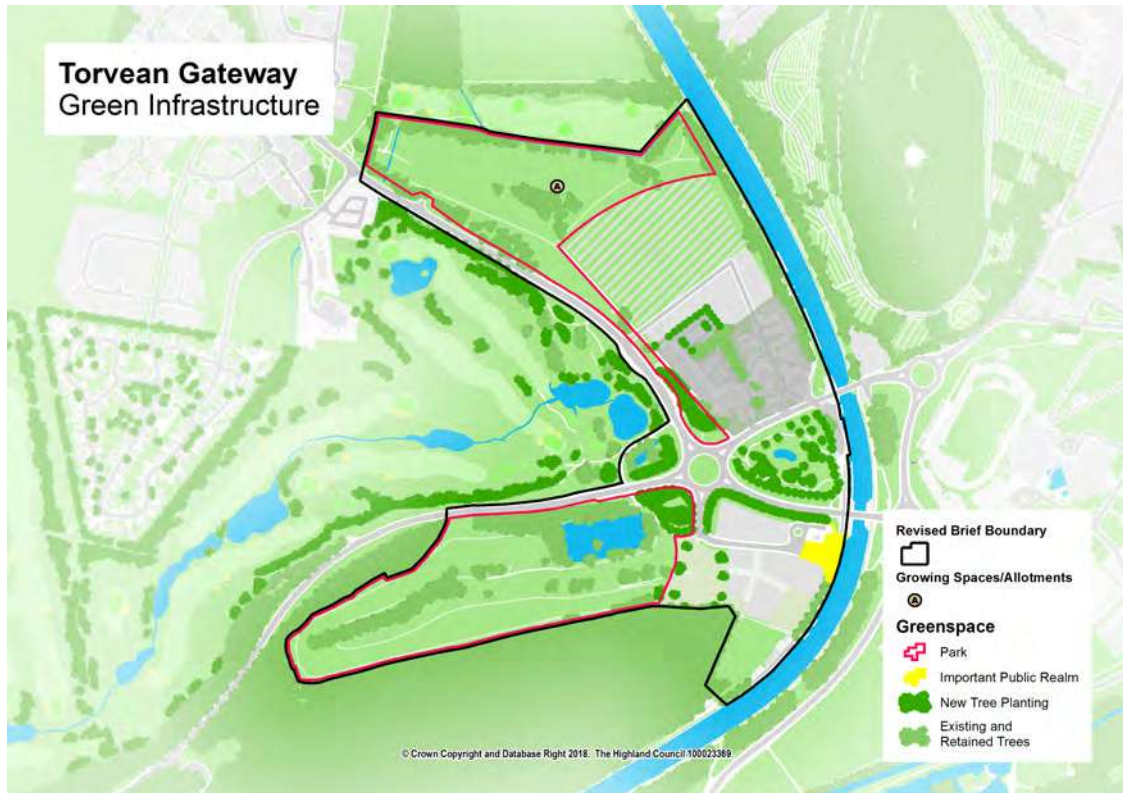 Torvean Gateway
Green Infrastructure
A
Revised Brief Boundary
Growing Spaces/Allotments
A
Greenspace
Park
Important Public Realm
New Tree Planting
Existing and
Retained Trees
© Crown Copyright and Database Right 2018. The Highland Council 100023369